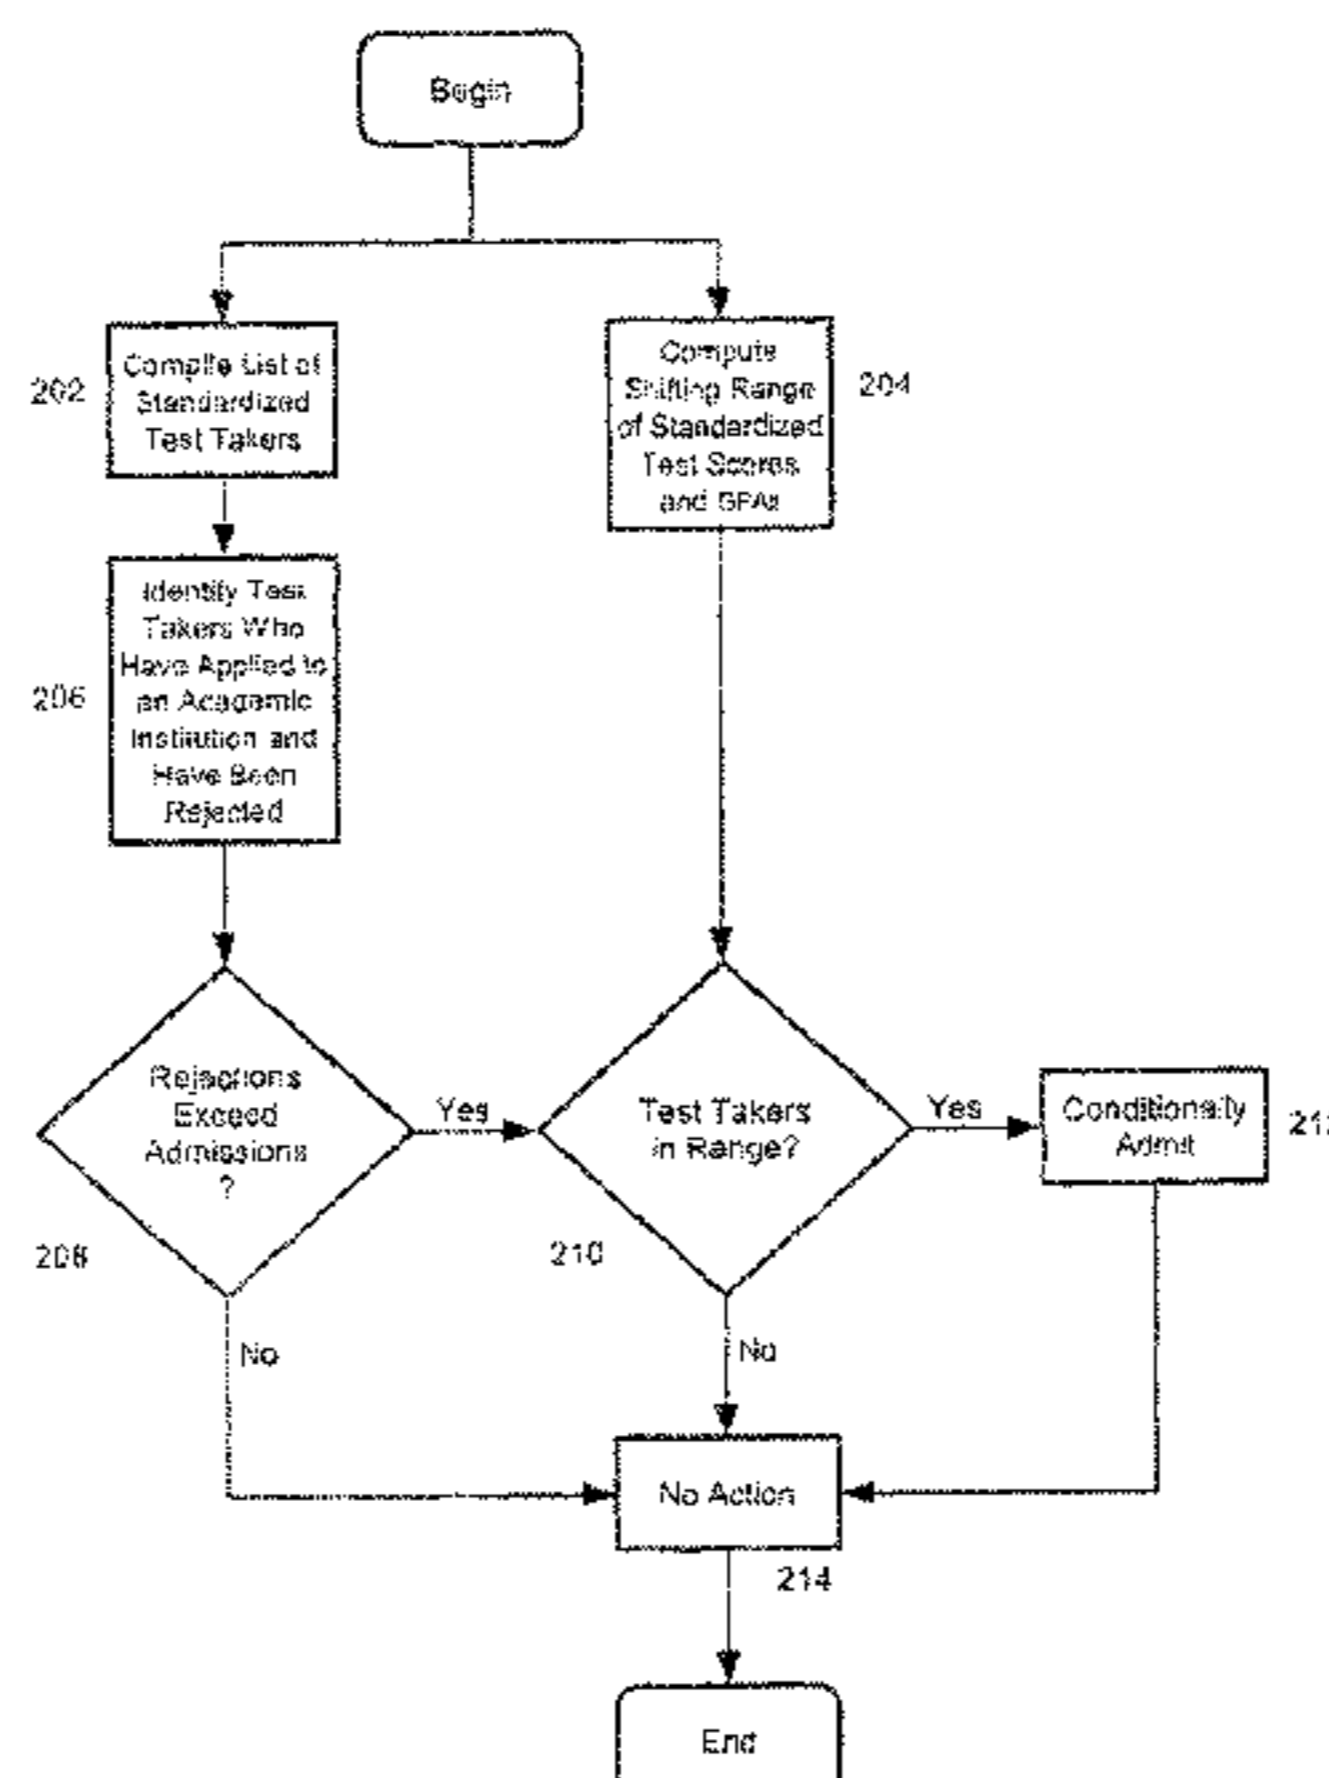 Begin
202
Compile List of
Standardized
Test Takers
Compute
Shifting Range
of Standardized
Test Scores
and GPAs
204
206
Identify Test
Takers Who
Have Applied to
an Academic
Institution and
Have Been
Rejected
Rejections
Exceed
Admissions
?
Yes
Test Takers
in Range?
Yes
Conditionally
Admit
208
210
No
No
No Action
214
End